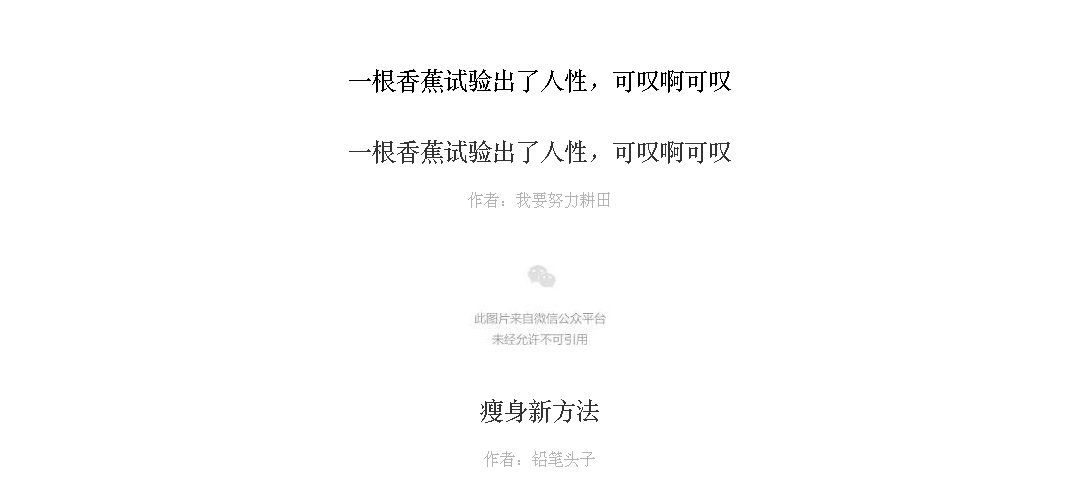 一根香蕉试验出了人性，可叹啊可叹
一根香蕉试验出了人性，可叹啊可叹
作者：我要努力耕田
此图片来自微信公众平台
未经允许不可引用
瘦身新方法
作者：铅笔头子